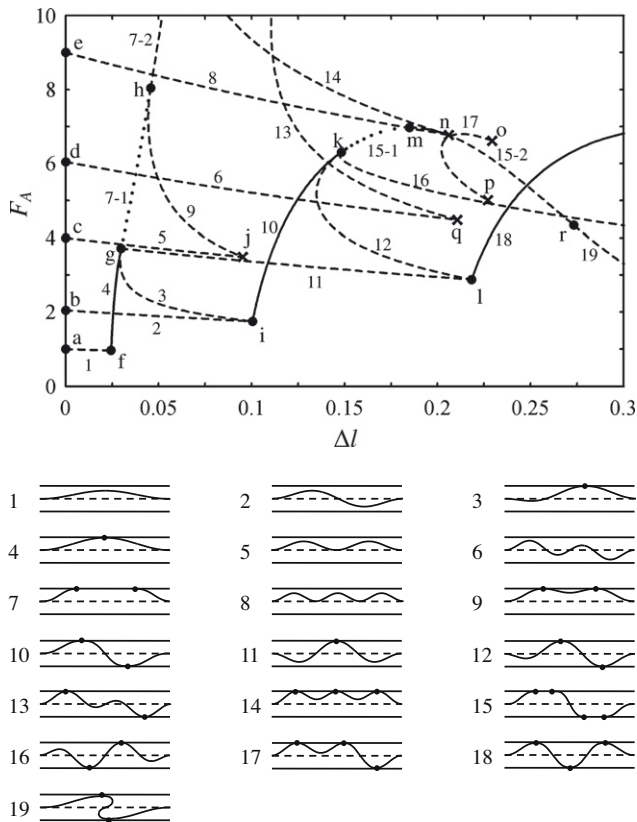 10
8
6
4
2
0
F_A
0
0.05
0.1
0.15
0.2
0.25
0.3
Δl
e
d
c
b
a
f
g
h
i
j
k
l
m
n
o
p
q
r
7-2
8
13
14
17
15-1
15-2
16
6
7-1
9
10
5
4
11
12
18
19
3
2
1
1 2 3
4 5 6
7 8 9
10 11 12
13 14 15
16 17 18
19